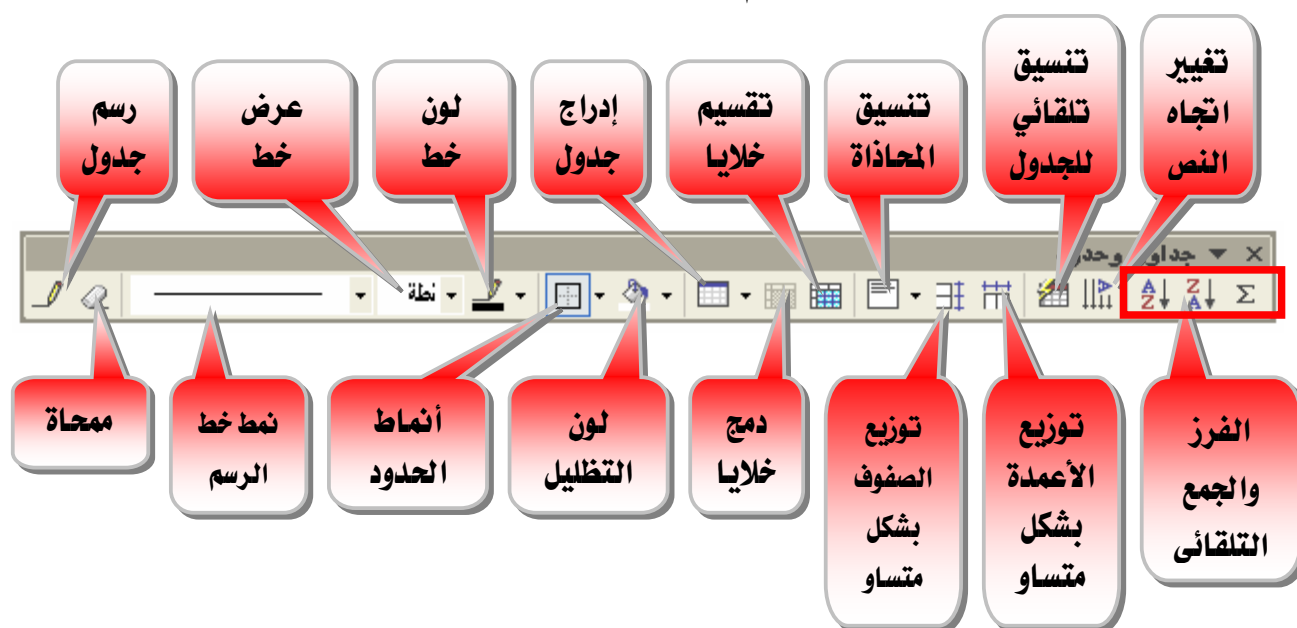 تغيير
اتجاه
النص
تنسيق
تلقائي
للجدول
تنسيق
المحاذاة
تقسيم
خلايا
إدراج
جدول
لون
خط
عرض
خط
رسم
جدول
نطة
الفرز
والجمع
التلقائى
توزيع
الأعمدة
بشكل
متساو
توزيع
الصفوف
بشكل
متساو
دمج
خلايا
لون
التظليل
أنماط
الحدود
نمط خط
الرسم
ممحاة